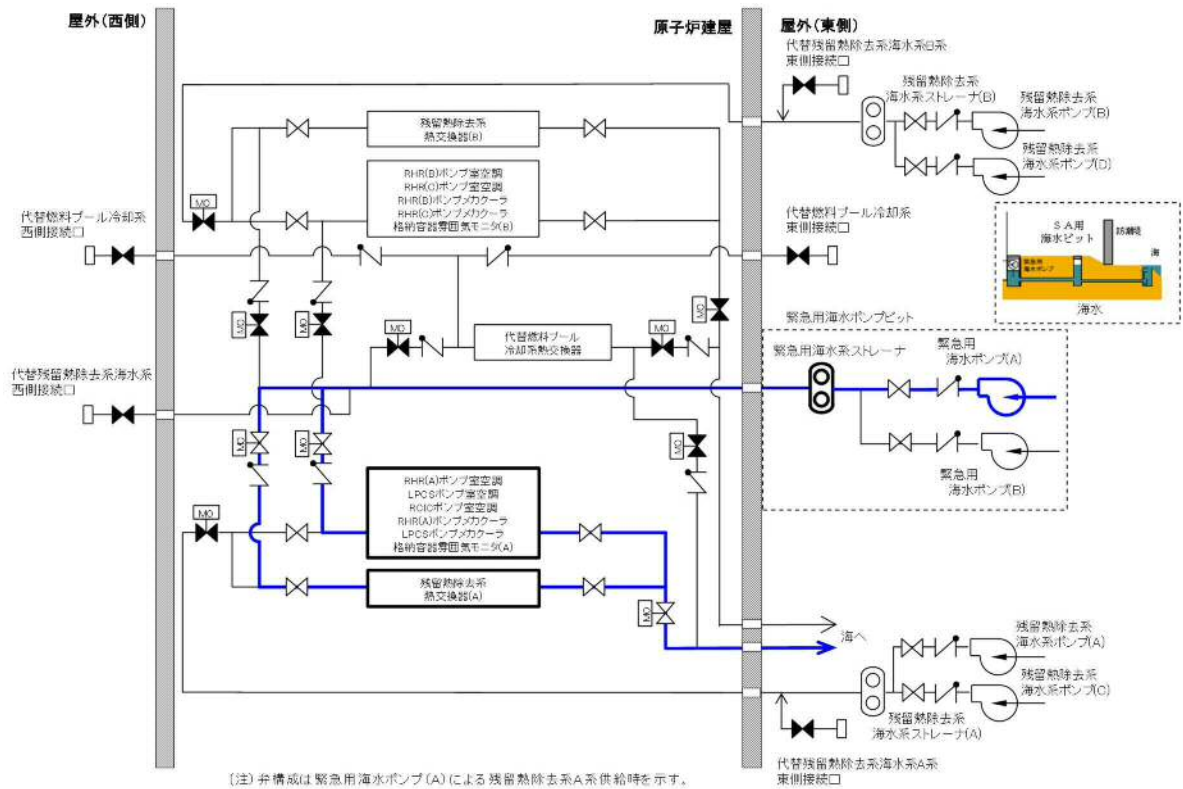 屋外(西側)
原子炉建屋
屋外(東側)
代替残留熱除去系海水系B系
東側接続口
残留熱除去系
海水系ストレーナ(B)
残留熱除去系
海水系ポンプ(B)
残留熱除去系
海水系ポンプ(D)
残留熱除去系
熱交換器(B)
RHR(B)ポンプ室空調
RHR(C)ポンプ室空調
RHR(B)ポンプメカクーラ
RHR(C)ポンプメカクーラ
格納容器雰囲気モニタ(B)
MO
代替燃料プール冷却系
西側接続口
代替燃料プール冷却系
東側接続口
SA用
海水ピット
防潮堤
海
緊急用
海水ポンプ
海水
MO
MO
MO
MO
MO
代替燃料プール
冷却系熱交換器
緊急用海水ポンプピット
緊急用海水系ストレーナ
緊急用
海水ポンプ(A)
緊急用
海水ポンプ(B)
代替残留熱除去系海水系
西側接続口
MO
MO
MO
RHR(A)ポンプ室空調
LPCSポンプ室空調
RCICポンプ室空調
RHR(A)ポンプメカクーラ
LPCSポンプメカクーラ
格納容器雰囲気モニタ(A)
MO
残留熱除去系
熱交換器(A)
MO
海へ
残留熱除去系
海水系ポンプ(A)
残留熱除去系
海水系ポンプ(C)
残留熱除去系
海水系ストレーナ(A)
代替残留熱除去系海水系A系
東側接続口
(注)弁構成は緊急用海水ポンプ(A)による残留熱除去系A系供給時を示す。